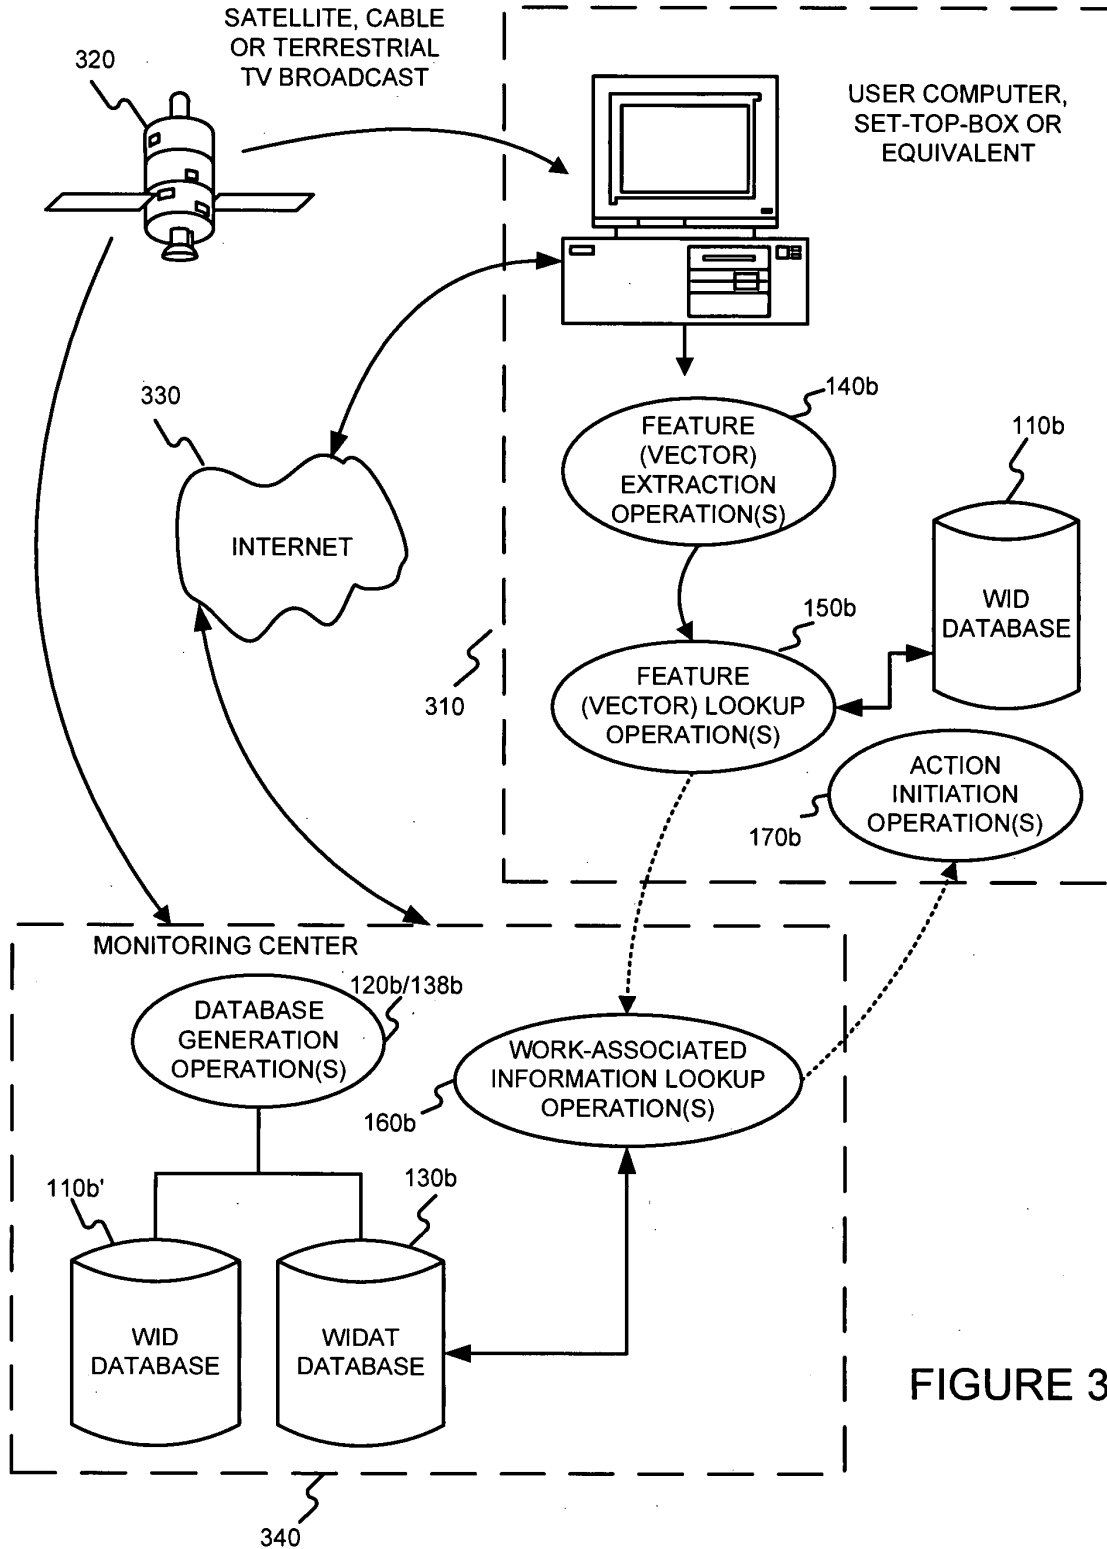 SATELLITE, CABLE
OR TERRESTRIAL
TV BROADCAST
320
USER COMPUTER,
SET-TOP-BOX OR
EQUIVALENT
330
INTERNET
140b
FEATURE
(VECTOR)
EXTRACTION
OPERATION(S)
110b
WID
DATABASE
150b
FEATURE
(VECTOR) LOOKUP
OPERATION(S)
310
ACTION
INITIATION
OPERATION(S)
170b
MONITORING CENTER
120b/138b
DATABASE
GENERATION
OPERATION(S)
WORK-ASSOCIATED
INFORMATION LOOKUP
OPERATION(S)
160b
110b'
130b
WID
DATABASE
WIDAT
DATABASE
FIGURE 3
340